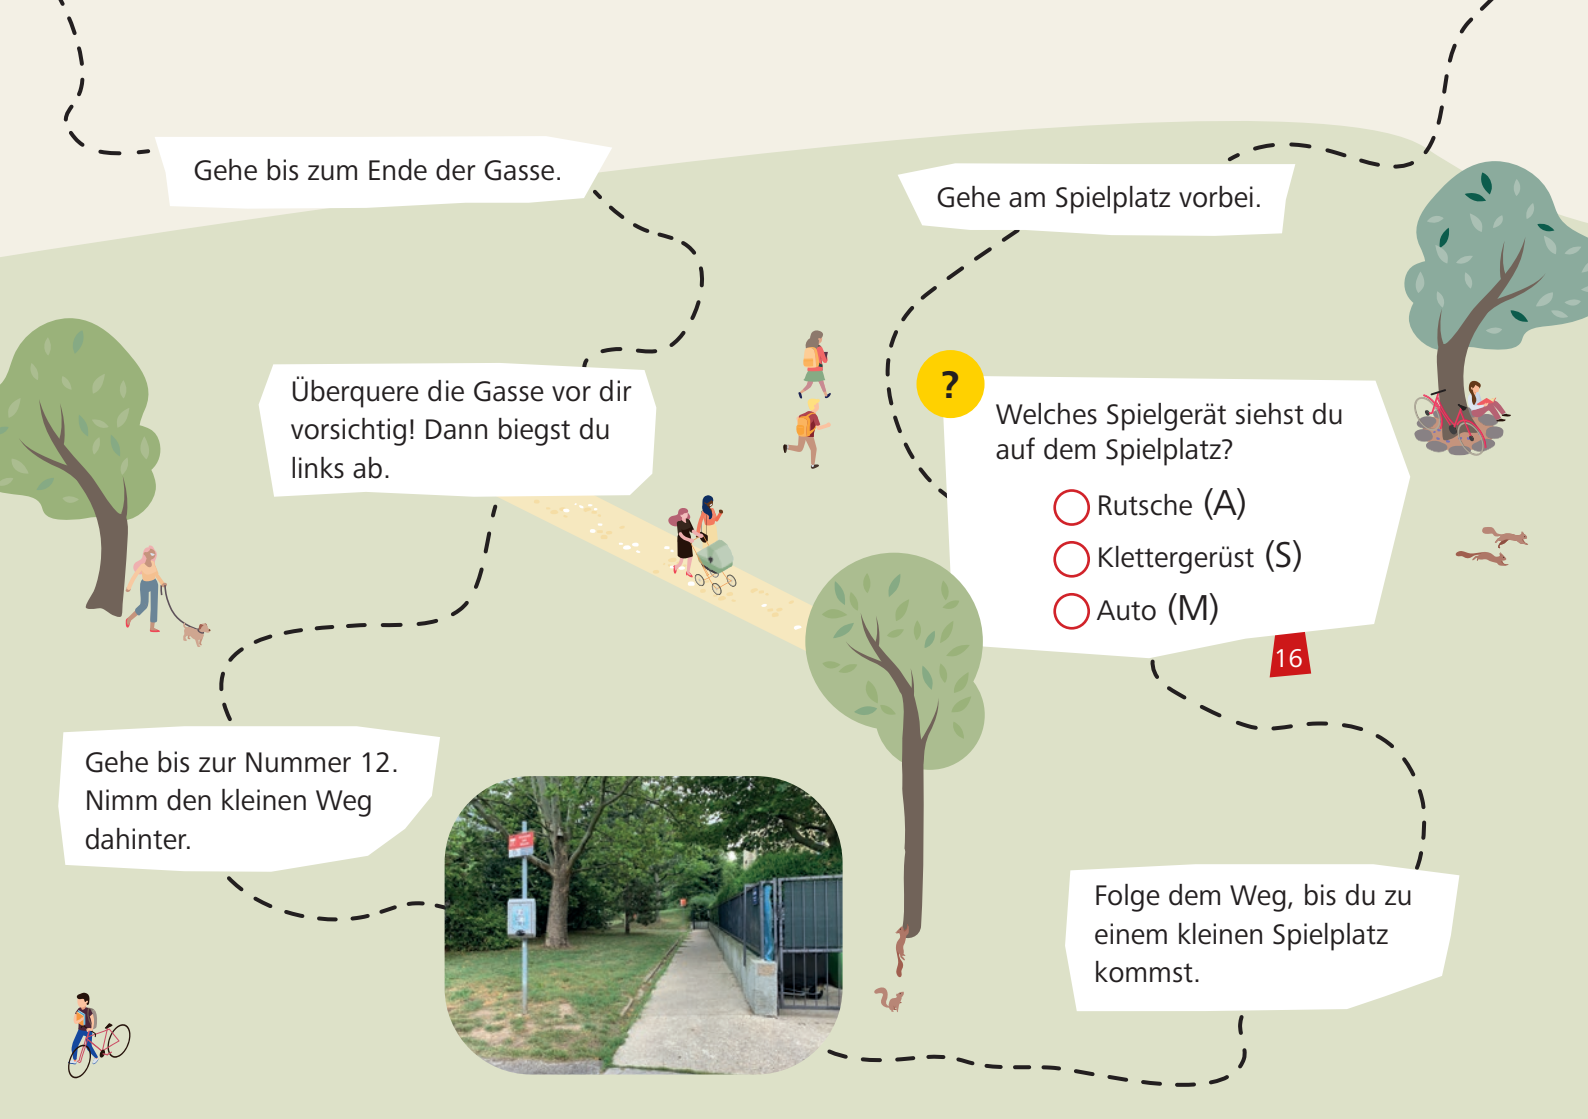 Gehe bis zum Ende der Gasse.
Überquere die Gasse vor dir
vorsichtig! Dann biegst du
links ab.
Gehe bis zur Nummer 12.
Nimm den kleinen Weg
dahinter.
Folge dem Weg, bis du zu
einem kleinen Spielplatz
kommst.
?
Welches Spielgerät siehst du
auf dem Spielplatz?
Rutsche (A)
Klettergerüst (S)
Auto (M)
16
Gehe am Spielplatz vorbei.